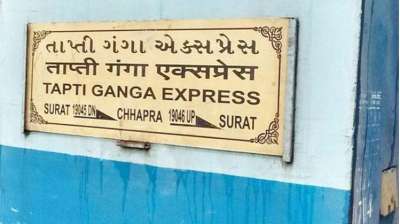 તાપ્તી ગંગા એક્સપ્રેસ
ताप्ती गंगा एक्सप्रेस
TAPTI GANGA EXPRESS
SURAT 19045 DN CHHAPRA 19046 UP SURAT